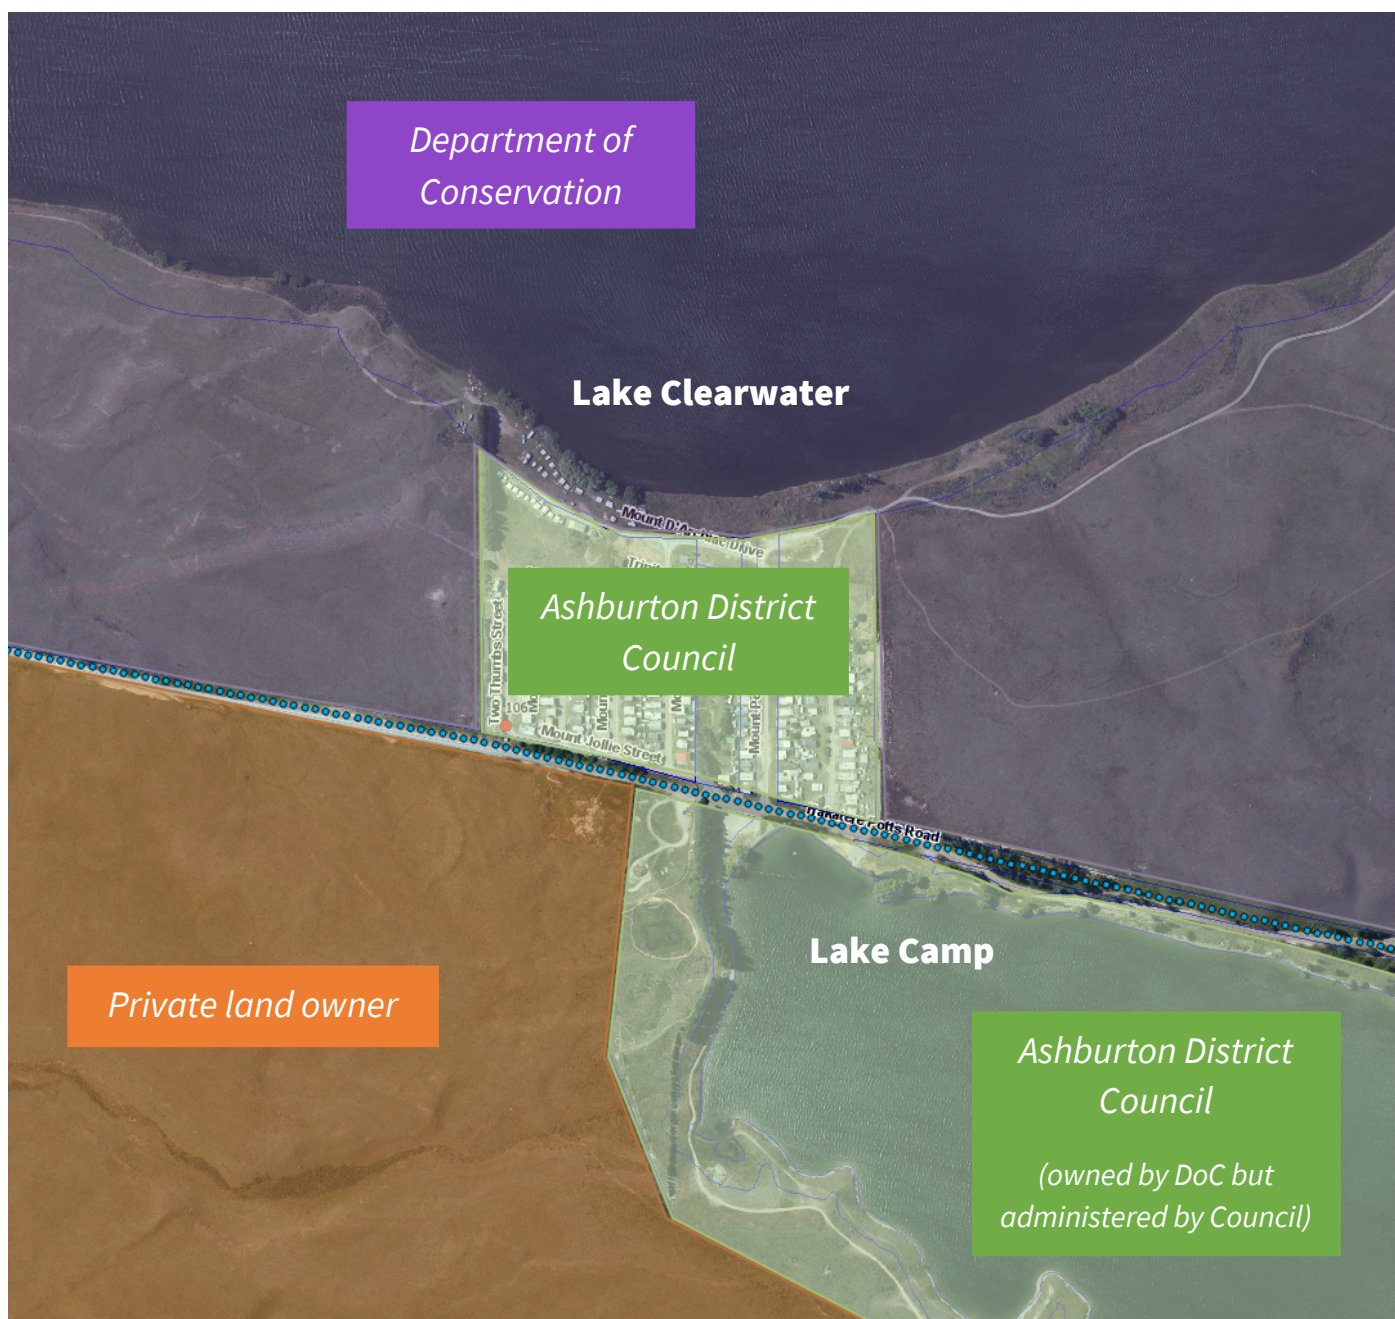 Department of
Conservation
Lake Clearwater
Mount D'Archiac Drive
Ashburton District
Council
Two Thumbs Street
106
Mount Jollie Street
Potts Road
Lake Camp
Private land owner
Ashburton District
Council
(owned by DoC but
administered by Council)